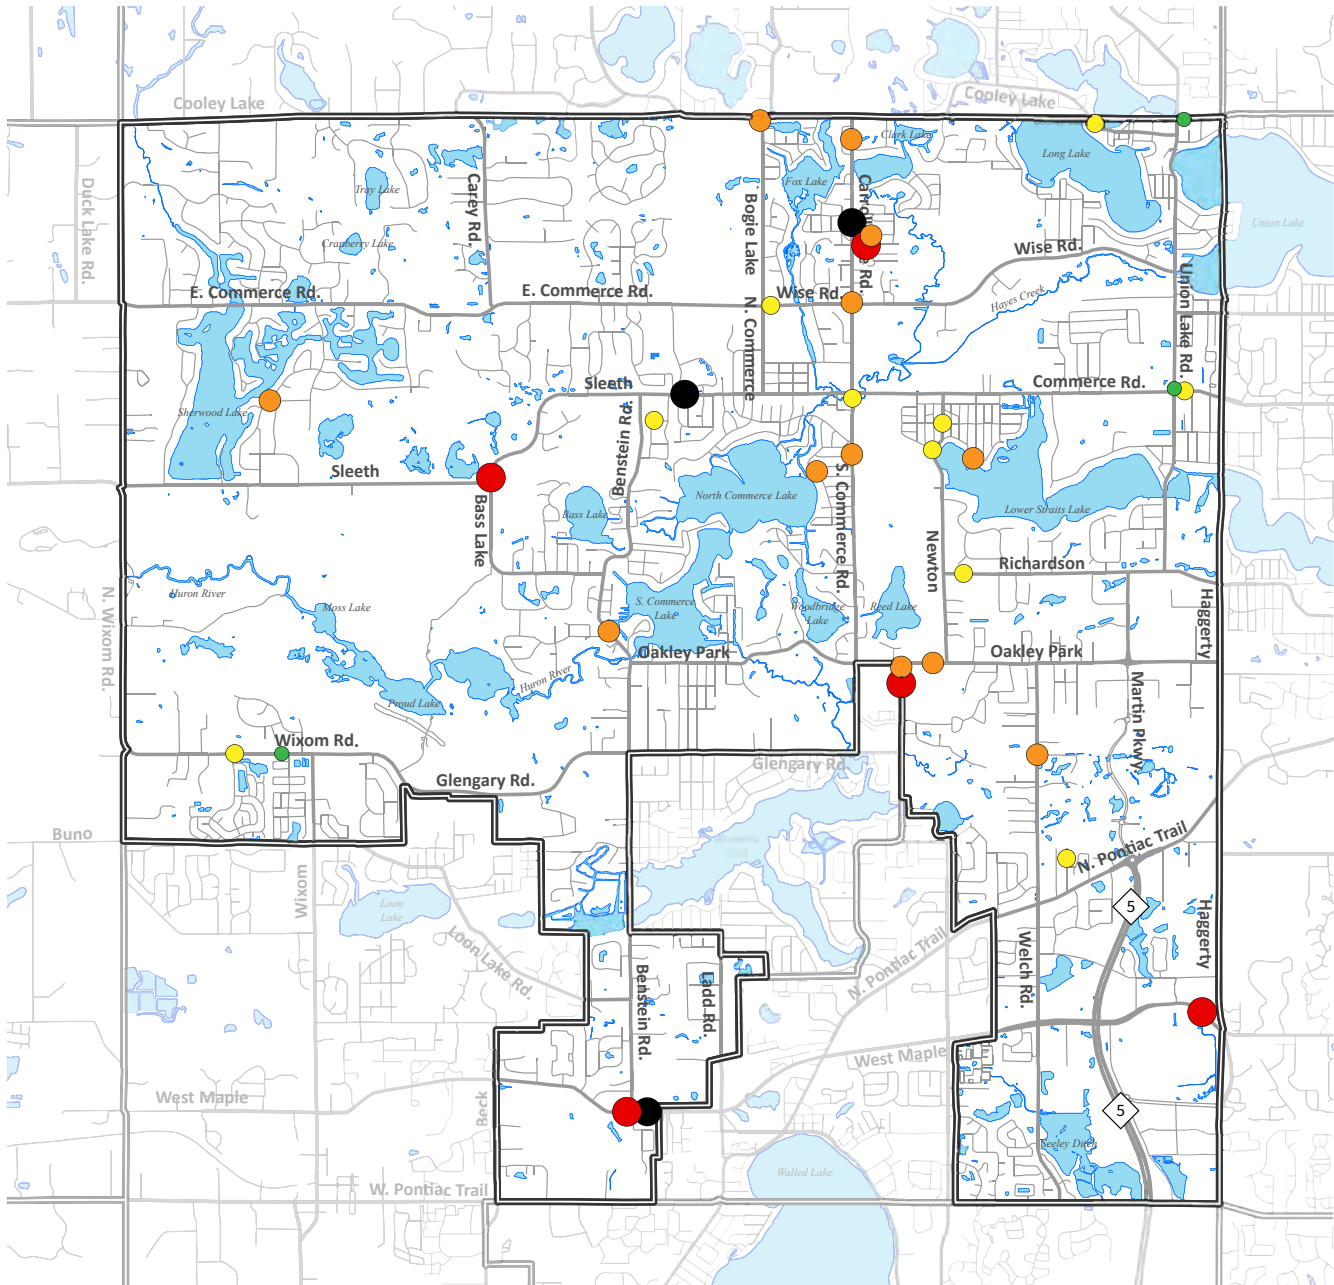 Cooley Lake
Cooley Lake
Clark Lake
Long Lake
Duck Lake Rd.
Tray Lake
Carey Rd.
Fox Lake
Bogie Lake
Union Lake
Cranberry Lake
Wise Rd.
Union Lake Rd.
E. Commerce Rd.
E. Commerce Rd.
Wise Rd.
Hayes Creek
N. Commerce
Sleeth
Commerce Rd.
Sherwood Lake
Benstein Rd.
Sleeth
North Commerce Lake
S. Commerce Rd.
Bass Lake
Bass Lake
Lower Straits Lake
Newton
Richardson
Huron River
Moss Lake
S. Commerce
Lake
Woodbridge
Lake
Reed Lake
Haggerty
N. Wixom Rd.
Oakley Park
Oakley Park
Huron River
Proud Lake
Martin Pkwy
Wixom Rd.
Glengary Rd.
Glengary Rd.
Buno
N. Pontiac Trail
Wixom
Loon
Lake
5
Haggerty
Loon Lake Rd.
N. Pontiac Trail
Welch Rd.
Benstein Rd.
Ladd Rd.
West Maple
West Maple
Beck
5
Seeley Ditch
Walled Lake
W. Pontiac Trail